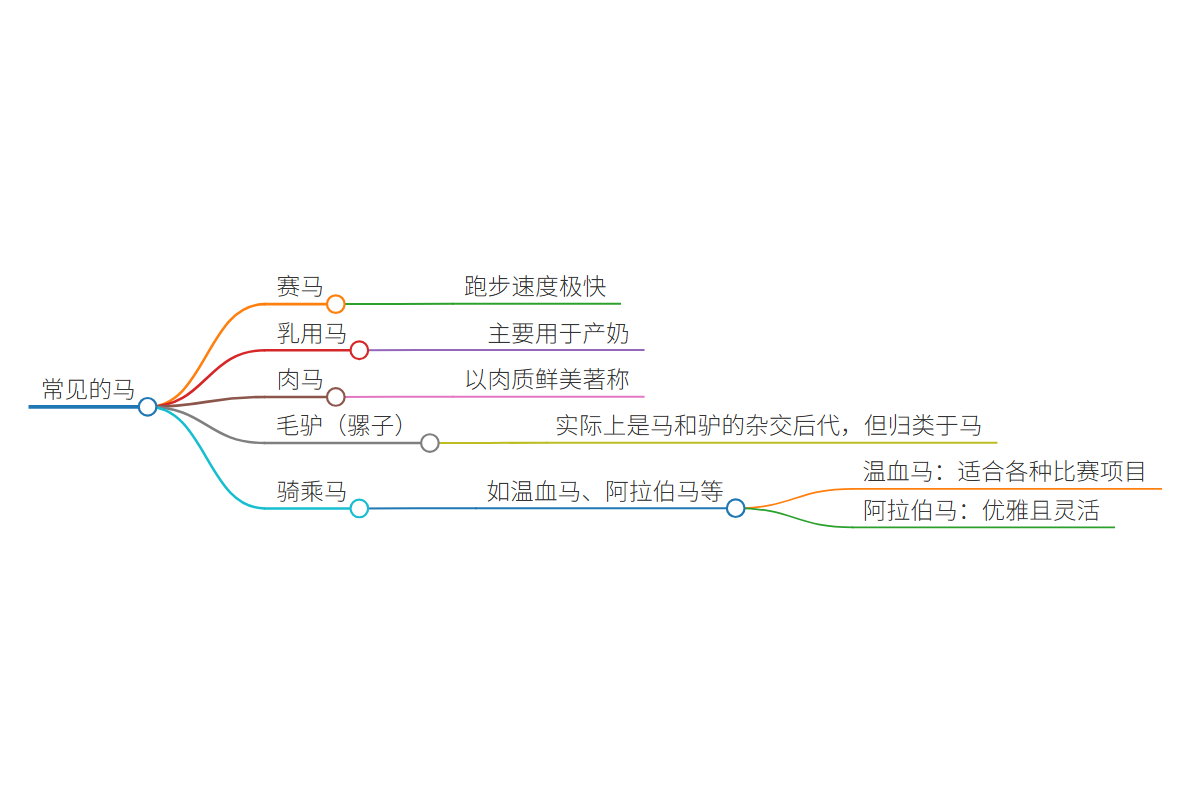 常见的马
赛马
跑步速度极快
乳用马
主要用于产奶
肉马
以肉质鲜美著称
毛驴（骡子）
实际上是马和驴的杂交后代，但归类于马
骑乘马
如温血马、阿拉伯马等
温血马：适合各种比赛项目
阿拉伯马：优雅且灵活